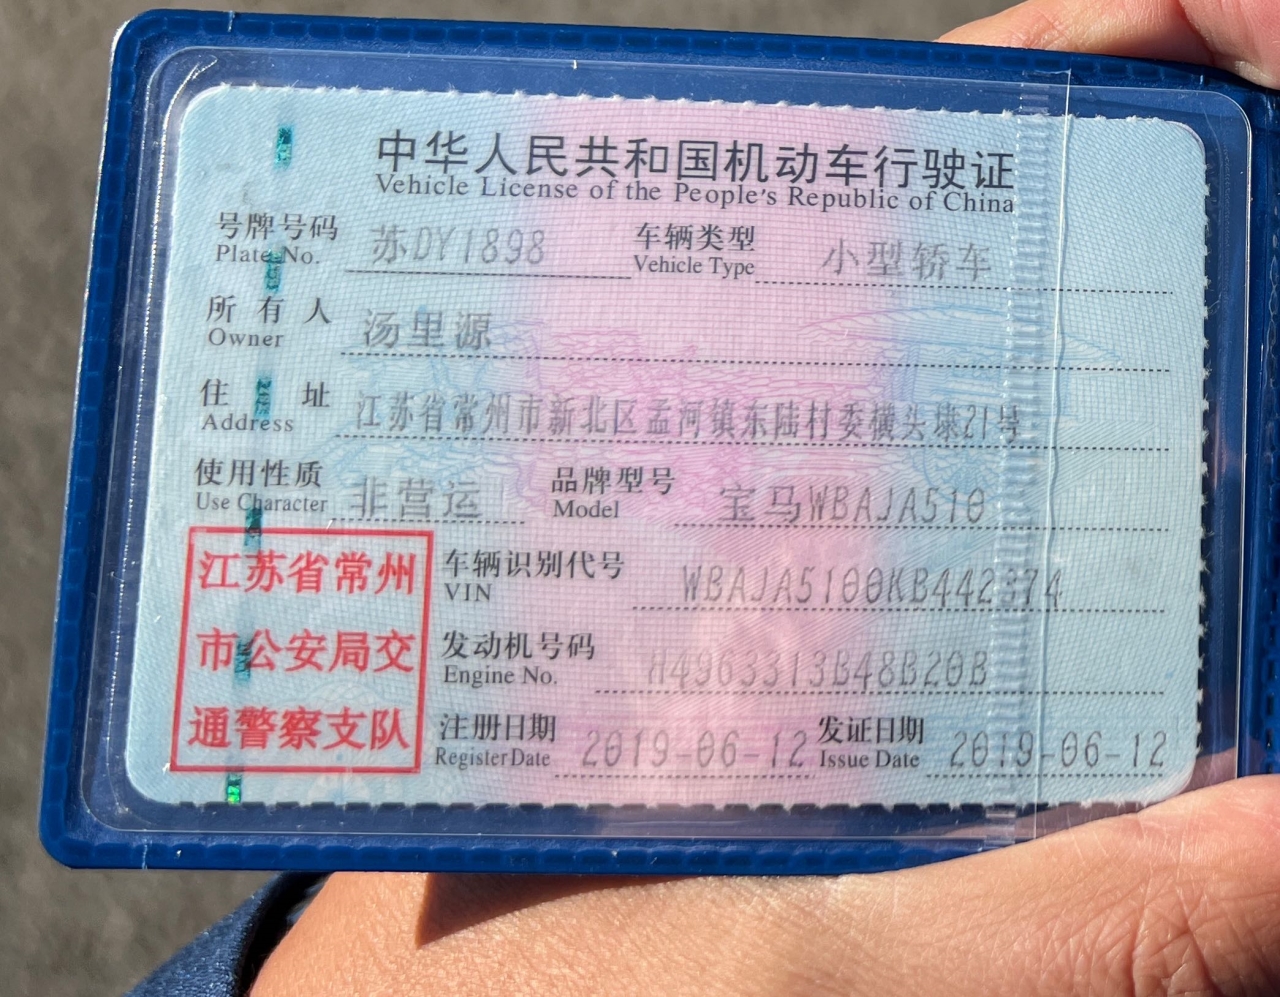 中华人民共和国机动车行驶证
Vehicle License of the People's Republic of China
号牌号码 苏DY1898 车辆类型 小型轿车
Plate No. Vehicle Type
所有人 汤里源
Owner
住址 江苏省常州市新北区孟河镇东陆村委横头塝21号
Address
使用性质 非营运 品牌型号 宝马WBAJA510
Use Character Model
江苏省常州
市公安局交
通警察支队
车辆识别代号 WBAJA5100KB442374
VIN
发动机号码 H4963313B48B20B
Engine No.
注册日期 2019-06-12 发证日期 2019-06-12
Register Date Issue Date